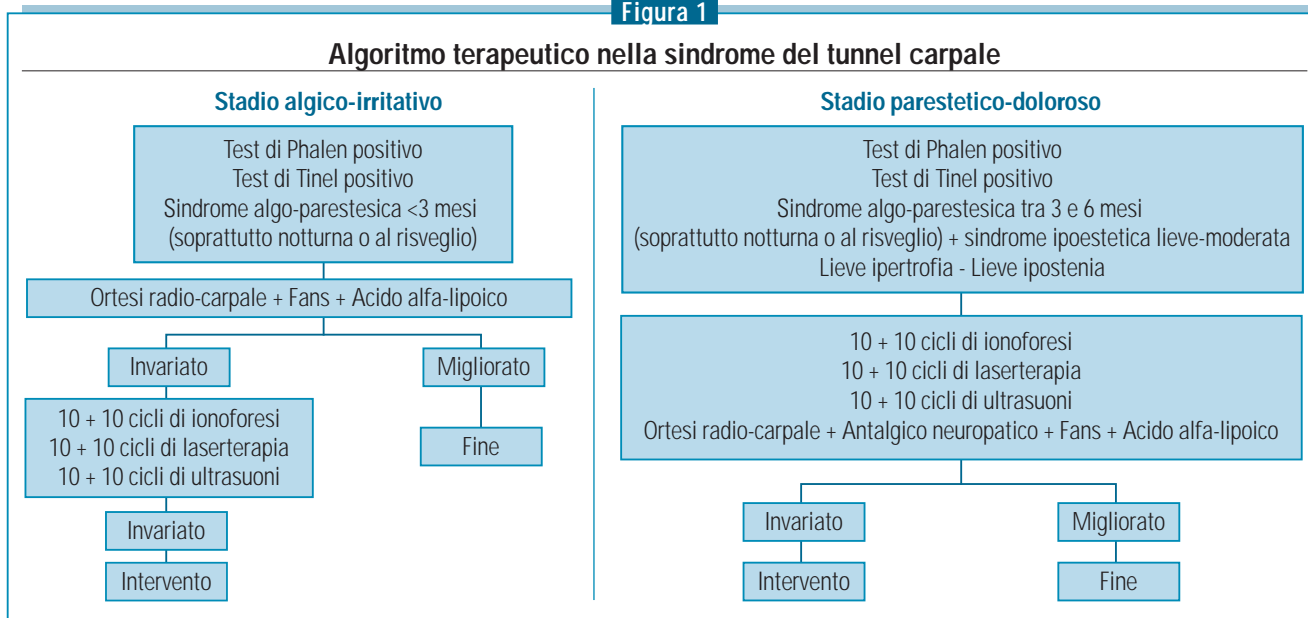 Figura 1
Algoritmo terapeutico nella sindrome del tunnel carpale
Stadio algico-irritativo
Test di Phalen positivo
Test di Tinel positivo
Sindrome algo-parestesica <3 mesi
(soprattutto notturna o al risveglio)
Ortesi radio-carpale + Fans + Acido alfa-lipoico
Invariato
Migliorato
10 + 10 cicli di ionoforesi
10 + 10 cicli di laserterapia
10 + 10 cicli di ultrasuoni
Fine
Invariato
Intervento
Stadio parestetico-doloroso
Test di Phalen positivo
Test di Tinel positivo
Sindrome algo-parestesica tra 3 e 6 mesi
(soprattutto notturna o al risveglio) + sindrome ipoestetica lieve-moderata
Lieve ipertrofia - Lieve ipostenia
10 + 10 cicli di ionoforesi
10 + 10 cicli di laserterapia
10 + 10 cicli di ultrasuoni
Ortesi radio-carpale + Antalgico neuropatico + Fans + Acido alfa-lipoico
Invariato
Migliorato
Intervento
Fine